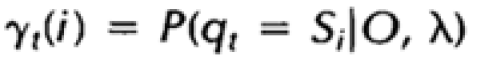 γₜ(i) = P(qₜ = Sᵢ|O, λ)